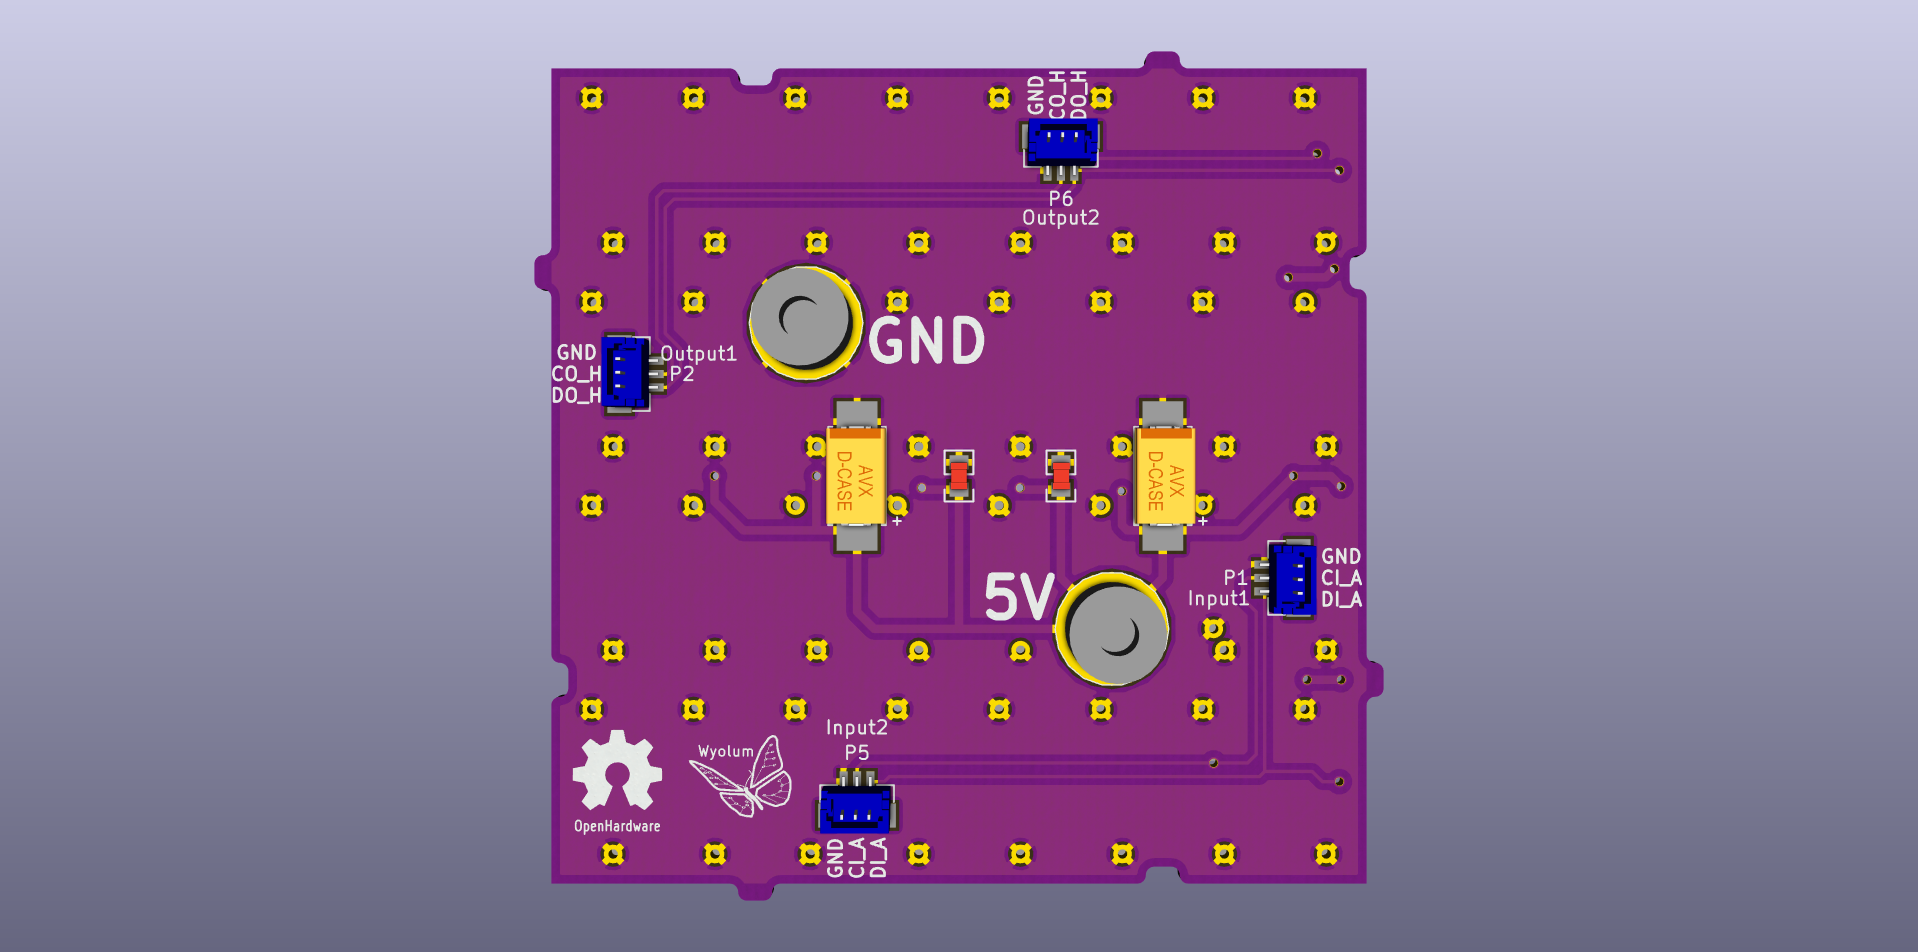 GND
CO_H
DO_H
P6
Output2
GND
GND
CO_H
DO_H
Output1
P2
AVX
D-CASE
+
AVX
D-CASE
+
5V
P1
Input1
GND
CI_A
DI_A
Input2
P5
Wyolum
OpenHardware
GND
CI_A
DI_A